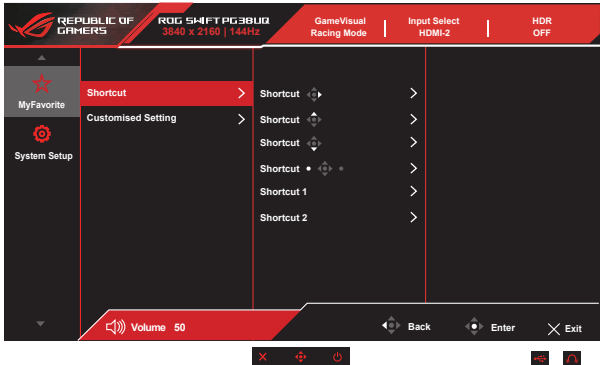 REPUBLIC OF
GAMERS
ROG SWIFT PG38UQ
3840 x 2160 | 144Hz
GameVisual
Racing Mode
Input Select
HDMI-2
HDR
OFF
MyFavorite
System Setup
Shortcut
Customised Setting
Shortcut
Shortcut
Shortcut
Shortcut
Shortcut 1
Shortcut 2
Volume 50
Back
Enter
Exit